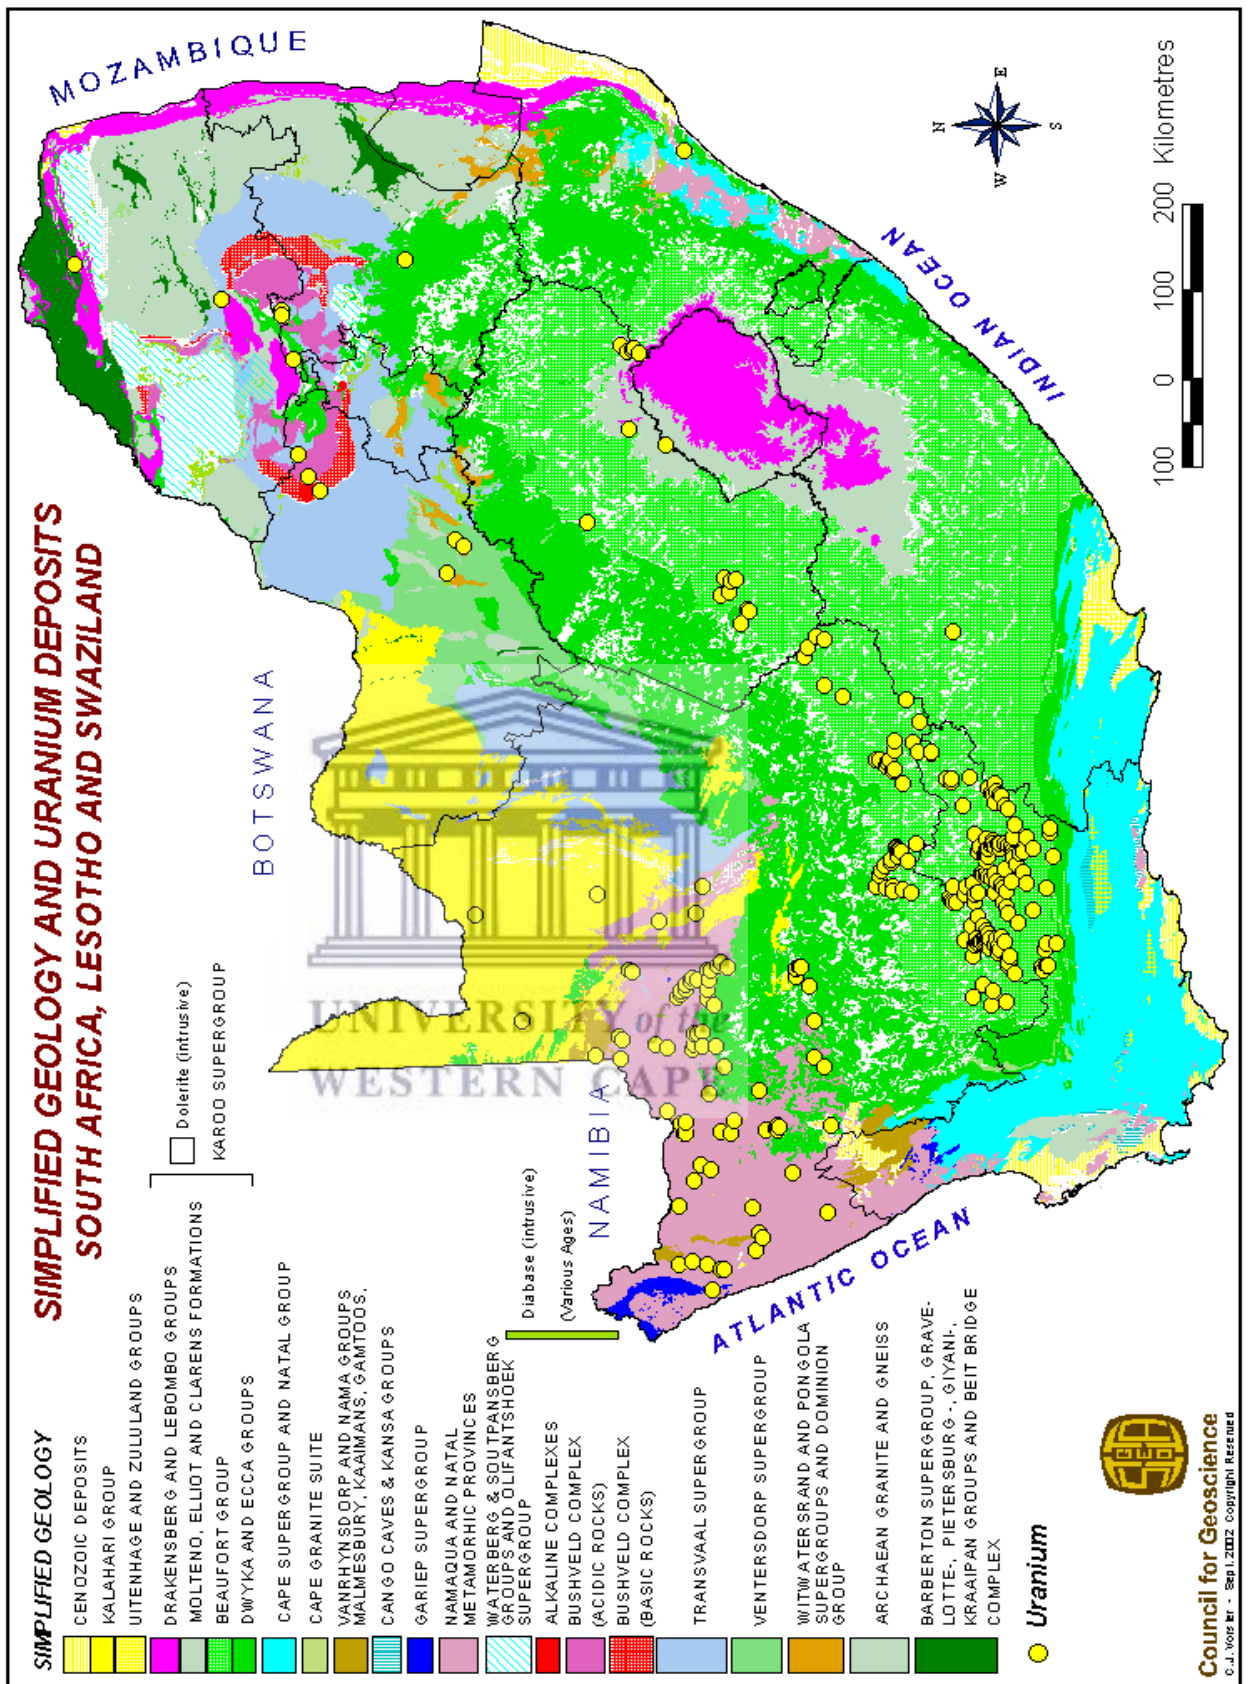 SIMPLIFIED GEOLOGY AND URANIUM DEPOSITS
SOUTH AFRICA, LESOTHO AND SWAZILAND
MOZAMBIQUE
BOTSWANA
NAMIBIA
ATLANTIC OCEAN
INDIAN OCEAN
N
E
S
W
100 0 100 200 Kilometres
UNIVERSITY of the
WESTERN CAPE
SIMPLIFIED GEOLOGY
CENOZOIC DEPOSITS
KALAHARI GROUP
UITENHAGE AND ZULULAND GROUPS
DRAKENSBERG AND LEBOMBO GROUPS
MOLTENO, ELLIOT AND CLARENS FORMATIONS
BEAUFORT GROUP
DWYKA AND ECCA GROUPS
Dolerite (intrusive)
KAROO SUPERGROUP
CAPE SUPERGROUP AND NATAL GROUP
CAPE GRANITE SUITE
VANRHYNSDORP AND NAMA GROUPS
MALMESBURY, KAAIMANS, GAMTOOS,
CANGO CAVES & KANSA GROUPS
GARIEP SUPERGROUP
NAMAQUA AND NATAL
METAMORHIC PROVINCES
WATERBERG & SOUTPANSBERG
GROUPS AND OLIFANTSHOEK
SUPERGROUP
Diabase (intrusive)
(Various Ages)
ALKALINE COMPLEXES
BUSHVELD COMPLEX
(ACIDIC ROCKS)
BUSHVELD COMPLEX
(BASIC ROCKS)
TRANSVAAL SUPERGROUP
VENTERSDORP SUPERGROUP
WITWATERSRAND AND PONGOLA
SUPERGROUPS AND DOMINION
GROUP
ARCHAEAN GRANITE AND GNEISS
BARBERTON SUPERGROUP, GRAVE-
LOTTE-, PIETERSBURG-, GIYANI-,
KRAAIPAN GROUPS AND BEIT BRIDGE
COMPLEX
Uranium
Council for Geoscience
C.J. Vorster - Sept. 2002 Copyright Reserved